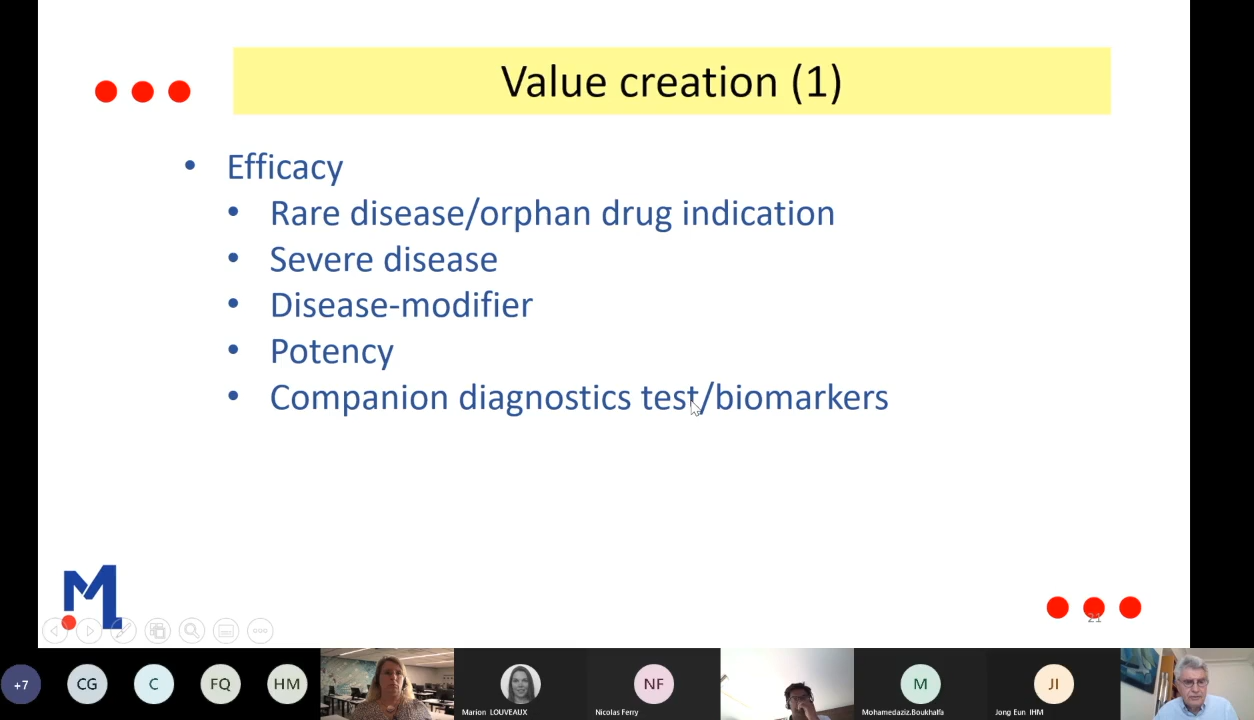 Value creation (1)
• Efficacy
• Rare disease/orphan drug indication
• Severe disease
• Disease-modifier
• Potency
• Companion diagnostics test/biomarkers
M
21
+7
CG
C
FQ
HM
Marion LOUVEAUX
NF
Nicolas Ferry
M
Mohamedaziz.Boukhalfa
JI
Jong Eun IHM